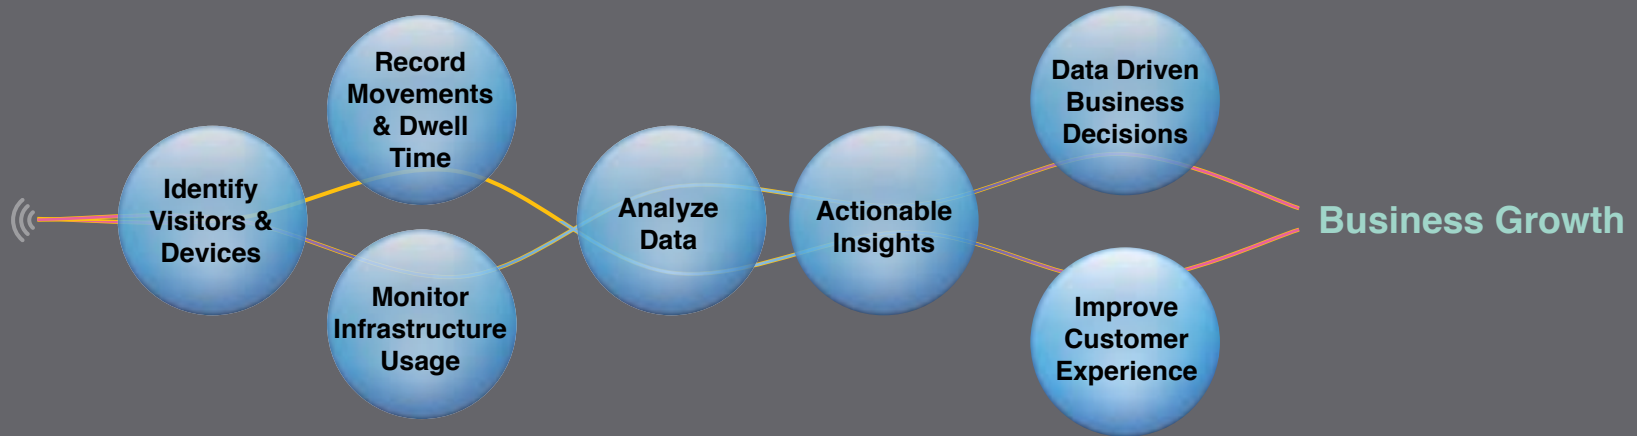 Identify
Visitors &
Devices
Record
Movements
& Dwell
Time
Monitor
Infrastructure
Usage
Analyze
Data
Actionable
Insights
Data Driven
Business
Decisions
Improve
Customer
Experience
Business Growth